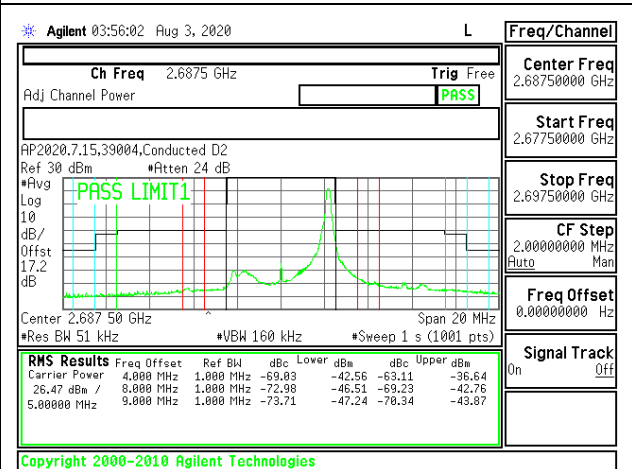 Agilent 03:56:02 Aug 3, 2020 L
Ch Freq 2.6875 GHz Trig Free
Adj Channel Power PASS
AP2020.7.15,39004,Conducted D2
Ref 30 dBm #Atten 24 dB
#Avg
Log
10
dB/
Offst
17.2
dB
PASS LIMIT1
Center 2.687 50 GHz Span 20 MHz
#Res BW 51 kHz #VBW 160 kHz #Sweep 1 s (1001 pts)
RMS Results Freq Offset Ref BW dBc Lower dBm dBc Upper dBm
Carrier Power 4.000 MHz 1.000 MHz -69.03 -42.56 -63.11 -36.64
26.47 dBm / 8.000 MHz 1.000 MHz -72.98 -46.51 -69.23 -42.76
5.00000 MHz 9.000 MHz 1.000 MHz -73.71 -47.24 -70.34 -43.87
Copyright 2000-2010 Agilent Technologies
Freq/Channel
Center Freq
2.68750000 GHz
Start Freq
2.67750000 GHz
Stop Freq
2.69750000 GHz
CF Step
2.00000000 MHz
Auto Man
Freq Offset
0.00000000 Hz
Signal Track
On Off